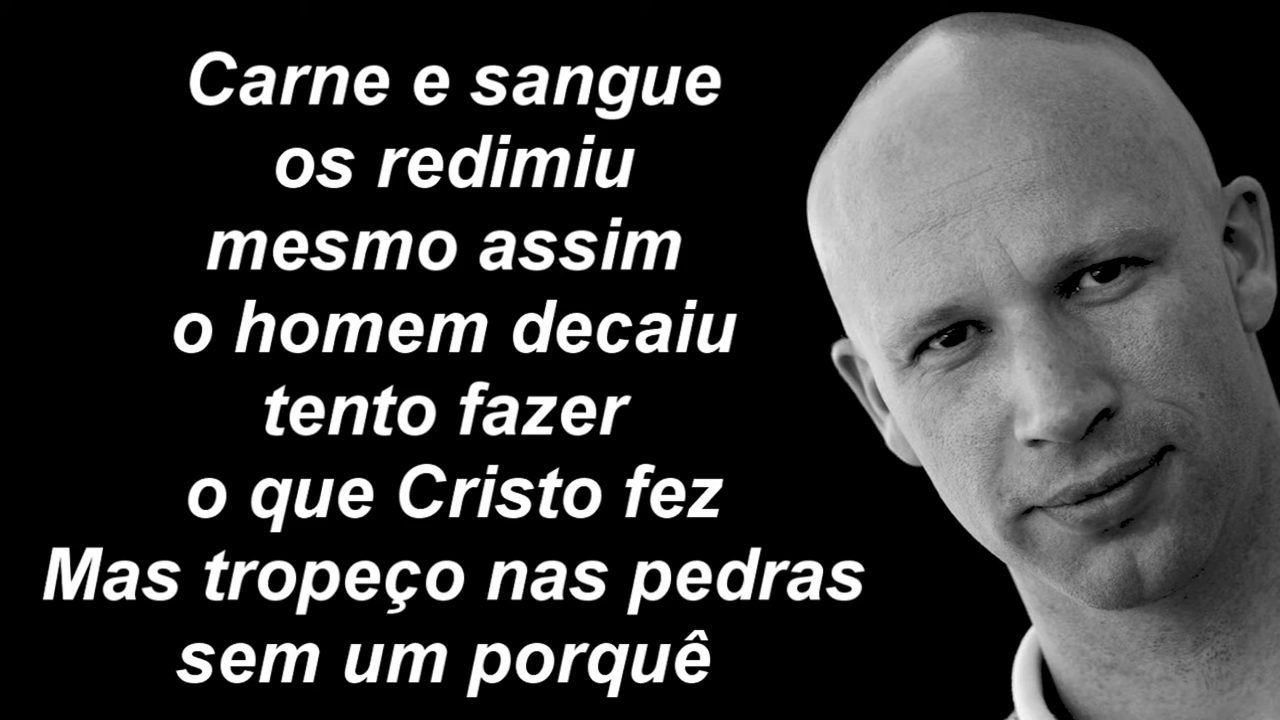 Carne e sangue
os redimiu
mesmo assim
o homem decaiu
tento fazer
o que Cristo fez
Mas tropeço nas pedras
sem um porquê